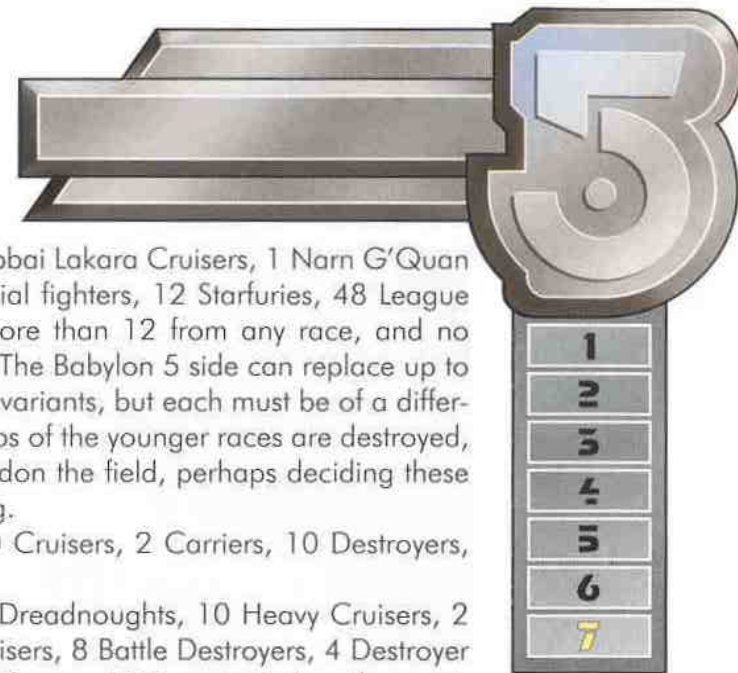 5
obai Lakara Cruisers, 1 Narn G’Quan
ial fighters, 12 Starfuries, 48 League
ore than 12 from any race, and no
The Babylon 5 side can replace up to
variants, but each must be of a differ-
os of the younger races are destroyed,
don the field, perhaps deciding these
g.
Cruisers, 2 Carriers, 10 Destroyers,
Dreadnoughts, 10 Heavy Cruisers, 2
isers, 8 Battle Destroyers, 4 Destroyer
1
2
3
4
5
6
7